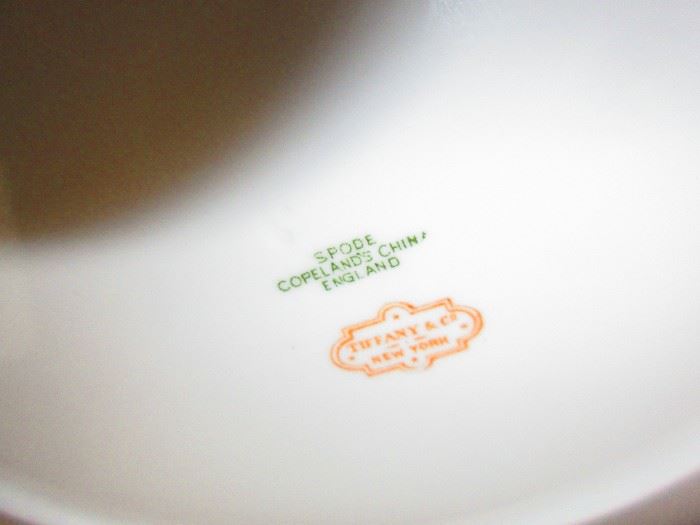 SPODE
COPELAND'S CHINA
ENGLAND
TIFFANY & CO
NEW YORK